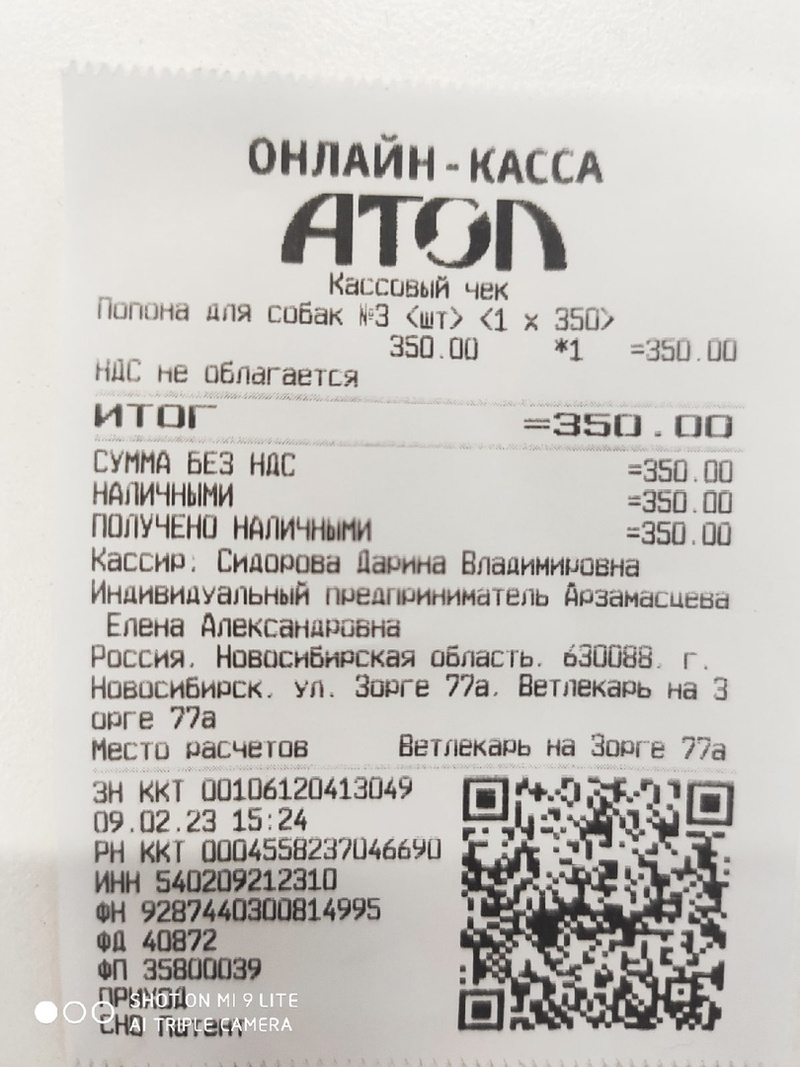 ОНЛАЙН-КАССА
АТОЛ
Кассовый чек
Попона для собак №3 <шт> <1 x 350>
350.00 *1 =350.00
НДС не облагается
ИТОГ =350.00
СУММА БЕЗ НДС =350.00
НАЛИЧНЫМИ =350.00
ПОЛУЧЕНО НАЛИЧНЫМИ =350.00
Кассир: Сидорова Дарина Владимировна
Индивидуальный предприниматель Арзамасцева
Елена Александровна
Россия, Новосибирская область, 630088, г.
Новосибирск, ул. Зорге 77а, Ветлекарь на З
орге 77а
Место расчетов Ветлекарь на Зорге 77а
ЗН ККТ 00106120413049
09.02.23 15:24
РН ККТ 0004558237046690
ИНН 540209212310
ФН 9287440300814995
ФД 40872
ФП 35800039
ПРИХОД
СНО Патент
SHOT ON MI 9 LITE
AI TRIPLE CAMERA